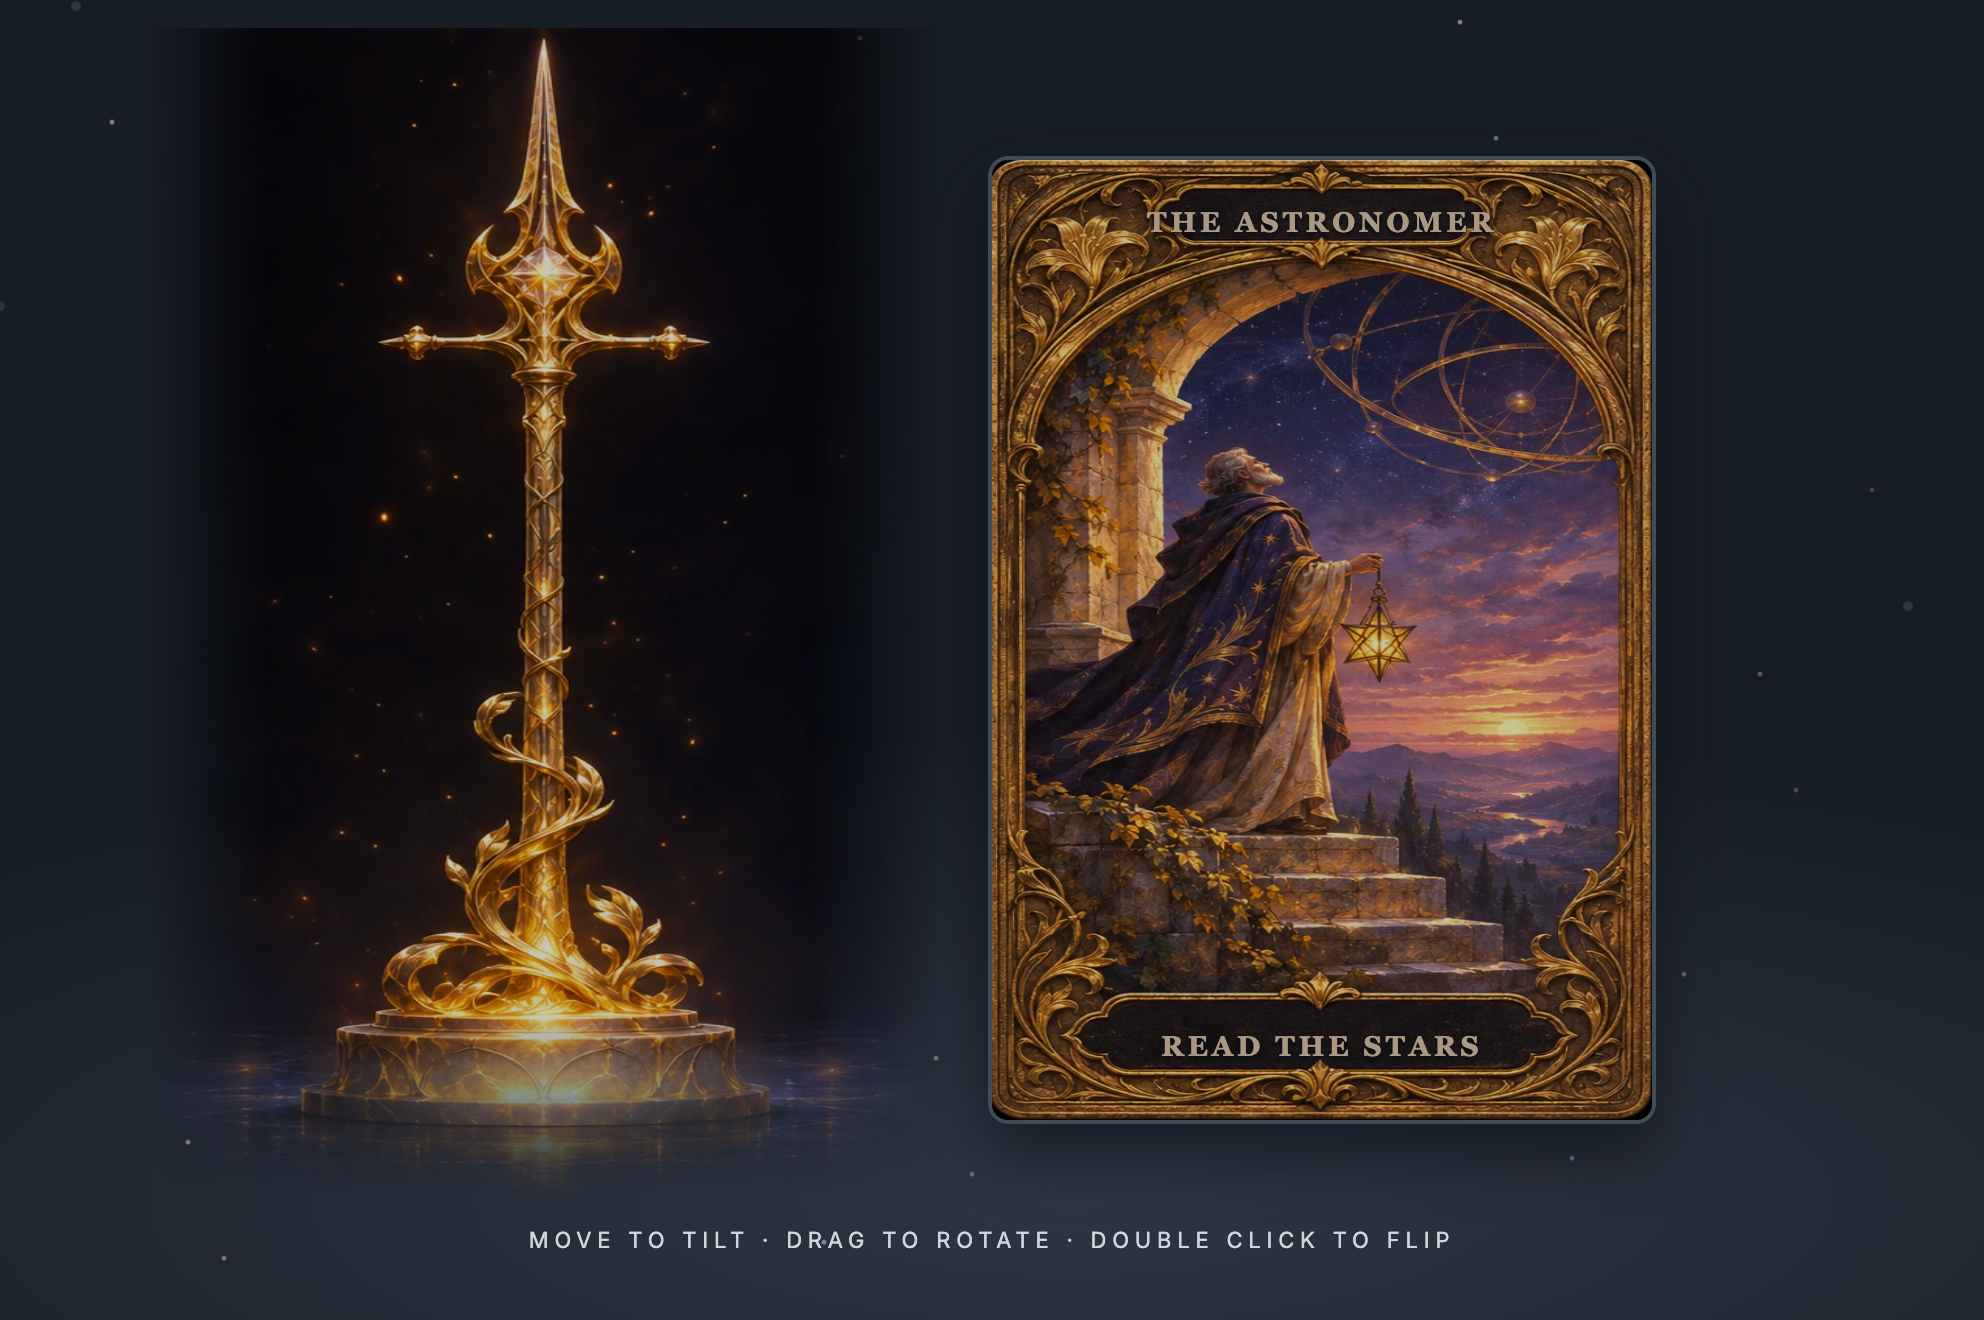 THE ASTRONOMER
READ THE STARS
MOVE TO TILT · DRAG TO ROTATE · DOUBLE CLICK TO FLIP